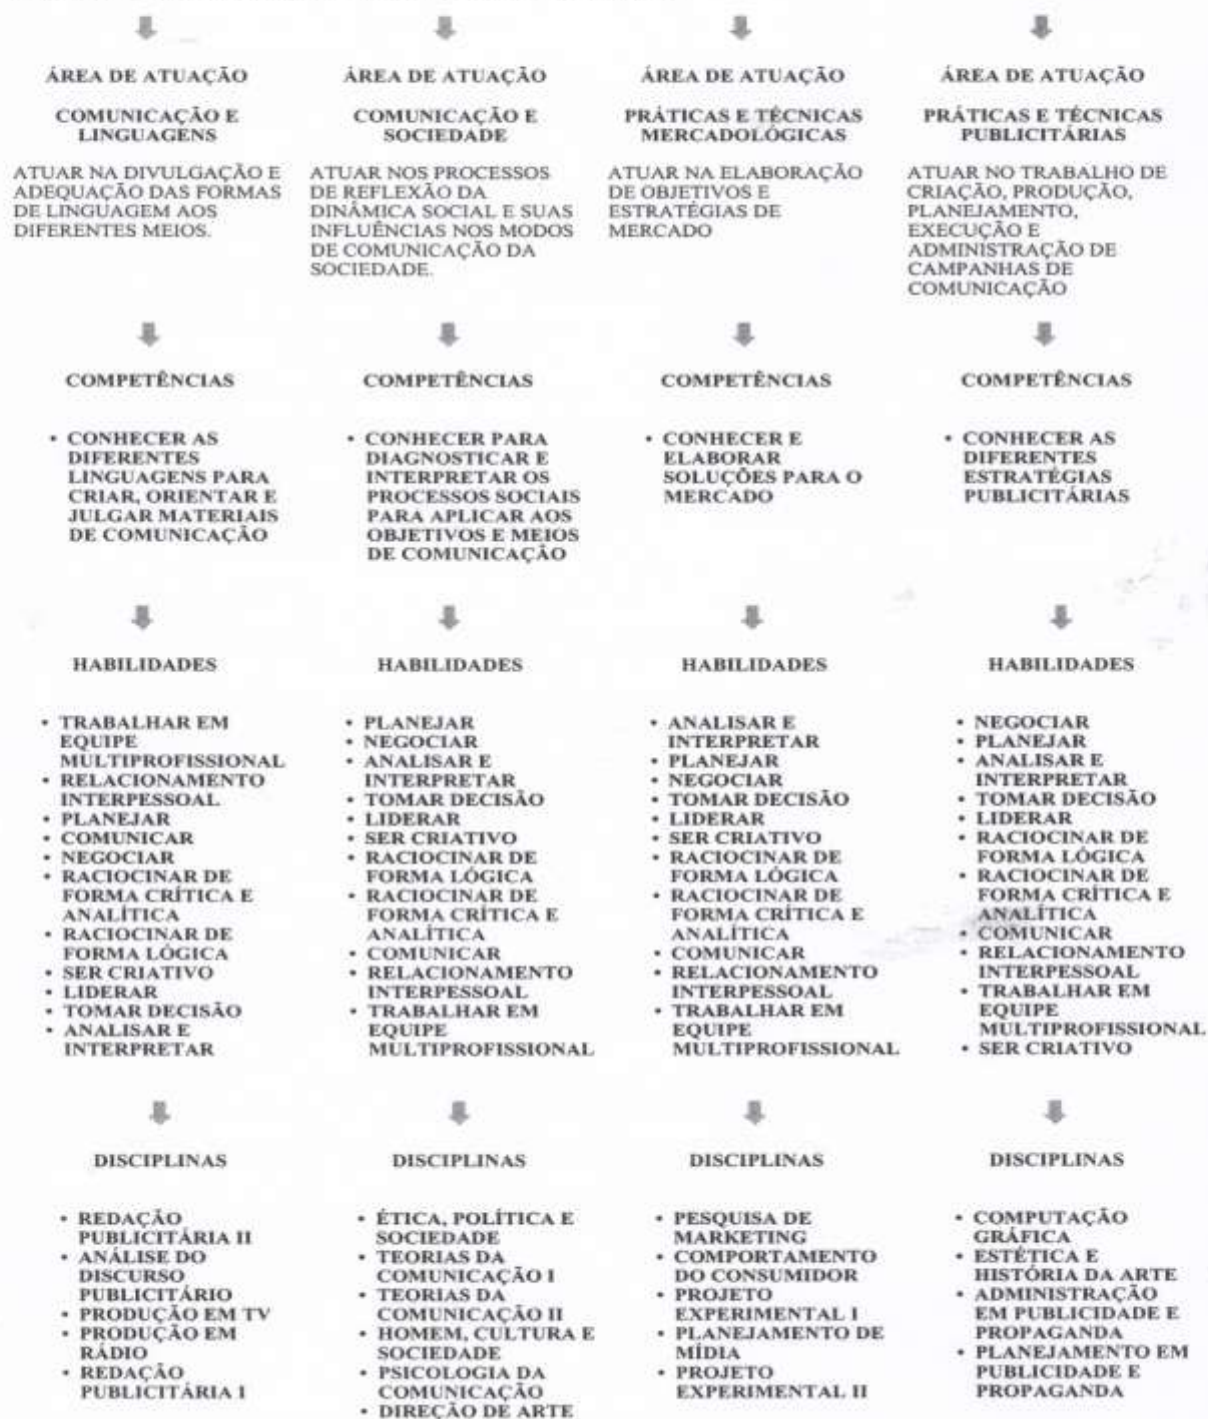 ÁREA DE ATUAÇÃO
COMUNICAÇÃO E
LINGUAGENS
ATUAR NA DIVULGAÇÃO E
ADEQUAÇÃO DAS FORMAS
DE LINGUAGEM AOS
DIFERENTES MEIOS.
COMPETÊNCIAS
• CONHECER AS
DIFERENTES
LINGUAGENS PARA
CRIAR, ORIENTAR E
JULGAR MATERIAIS
DE COMUNICAÇÃO
HABILIDADES
• TRABALHAR EM
EQUIPE
MULTIPROFISSIONAL
• RELACIONAMENTO
INTERPESSOAL
• PLANEJAR
• COMUNICAR
• NEGOCIAR
• RACIOCINAR DE
FORMA CRÍTICA E
ANALÍTICA
• RACIOCINAR DE
FORMA LÓGICA
• SER CRIATIVO
• LIDERAR
• TOMAR DECISÃO
• ANALISAR E
INTERPRETAR
DISCIPLINAS
• REDAÇÃO
PUBLICITÁRIA II
• ANÁLISE DO
DISCURSO
PUBLICITÁRIO
• PRODUÇÃO EM TV
• PRODUÇÃO EM
RÁDIO
• REDAÇÃO
PUBLICITÁRIA I
ÁREA DE ATUAÇÃO
COMUNICAÇÃO E
SOCIEDADE
ATUAR NOS PROCESSOS
DE REFLEXÃO DA
DINÂMICA SOCIAL E SUAS
INFLUÊNCIAS NOS MODOS
DE COMUNICAÇÃO DA
SOCIEDADE.
COMPETÊNCIAS
• CONHECER PARA
DIAGNOSTICAR E
INTERPRETAR OS
PROCESSOS SOCIAIS
PARA APLICAR AOS
OBJETIVOS E MEIOS
DE COMUNICAÇÃO
HABILIDADES
• PLANEJAR
• NEGOCIAR
• ANALISAR E
INTERPRETAR
• TOMAR DECISÃO
• LIDERAR
• SER CRIATIVO
• RACIOCINAR DE
FORMA LÓGICA
• RACIOCINAR DE
FORMA CRÍTICA E
ANALÍTICA
• COMUNICAR
• RELACIONAMENTO
INTERPESSOAL
• TRABALHAR EM
EQUIPE
MULTIPROFISSIONAL
DISCIPLINAS
• ÉTICA, POLÍTICA E
SOCIEDADE
• TEORIAS DA
COMUNICAÇÃO I
• TEORIAS DA
COMUNICAÇÃO II
• HOMEM, CULTURA E
SOCIEDADE
• PSICOLOGIA DA
COMUNICAÇÃO
• DIREÇÃO DE ARTE
ÁREA DE ATUAÇÃO
PRÁTICAS E TÉCNICAS
MERCADOLÓGICAS
ATUAR NA ELABORAÇÃO
DE OBJETIVOS E
ESTRATÉGIAS DE
MERCADO
COMPETÊNCIAS
• CONHECER E
ELABORAR
SOLUÇÕES PARA O
MERCADO
HABILIDADES
• ANALISAR E
INTERPRETAR
• PLANEJAR
• NEGOCIAR
• TOMAR DECISÃO
• LIDERAR
• SER CRIATIVO
• RACIOCINAR DE
FORMA LÓGICA
• RACIOCINAR DE
FORMA CRÍTICA E
ANALÍTICA
• COMUNICAR
• RELACIONAMENTO
INTERPESSOAL
• TRABALHAR EM
EQUIPE
MULTIPROFISSIONAL
DISCIPLINAS
• PESQUISA DE
MARKETING
• COMPORTAMENTO
DO CONSUMIDOR
• PROJETO
EXPERIMENTAL I
• PLANEJAMENTO DE
MÍDIA
• PROJETO
EXPERIMENTAL II
ÁREA DE ATUAÇÃO
PRÁTICAS E TÉCNICAS
PUBLICITÁRIAS
ATUAR NO TRABALHO DE
CRIAÇÃO, PRODUÇÃO,
PLANEJAMENTO,
EXECUÇÃO E
ADMINISTRAÇÃO DE
CAMPANHAS DE
COMUNICAÇÃO
COMPETÊNCIAS
• CONHECER AS
DIFERENTES
ESTRATÉGIAS
PUBLICITÁRIAS
HABILIDADES
• NEGOCIAR
• PLANEJAR
• ANALISAR E
INTERPRETAR
• TOMAR DECISÃO
• LIDERAR
• RACIOCINAR DE
FORMA LÓGICA
• RACIOCINAR DE
FORMA CRÍTICA E
ANALÍTICA
• COMUNICAR
• RELACIONAMENTO
INTERPESSOAL
• TRABALHAR EM
EQUIPE
MULTIPROFISSIONAL
• SER CRIATIVO
DISCIPLINAS
• COMPUTAÇÃO
GRÁFICA
• ESTÉTICA E
HISTÓRIA DA ARTE
• ADMINISTRAÇÃO
EM PUBLICIDADE E
PROPAGANDA
• PLANEJAMENTO EM
PUBLICIDADE E
PROPAGANDA